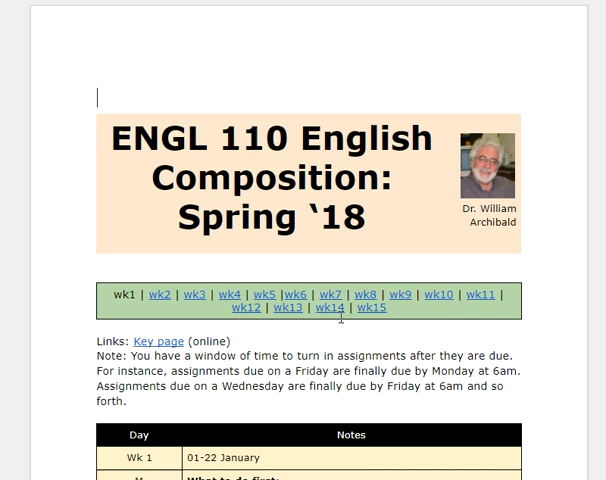 ENGL 110 English
Composition:
Spring ‘18
Dr. William
Archibald
wk1 | wk2 | wk3 | wk4 | wk5 |wk6 | wk7 | wk8 | wk9 | wk10 | wk11 |
wk12 | wk13 | wk14 | wk15
Links: Key page (online)
Note: You have a window of time to turn in assignments after they are due.
For instance, assignments due on a Friday are finally due by Monday at 6am.
Assignments due on a Wednesday are finally due by Friday at 6am and so
forth.
Day Notes
Wk 1 01-22 January
M What to do first: